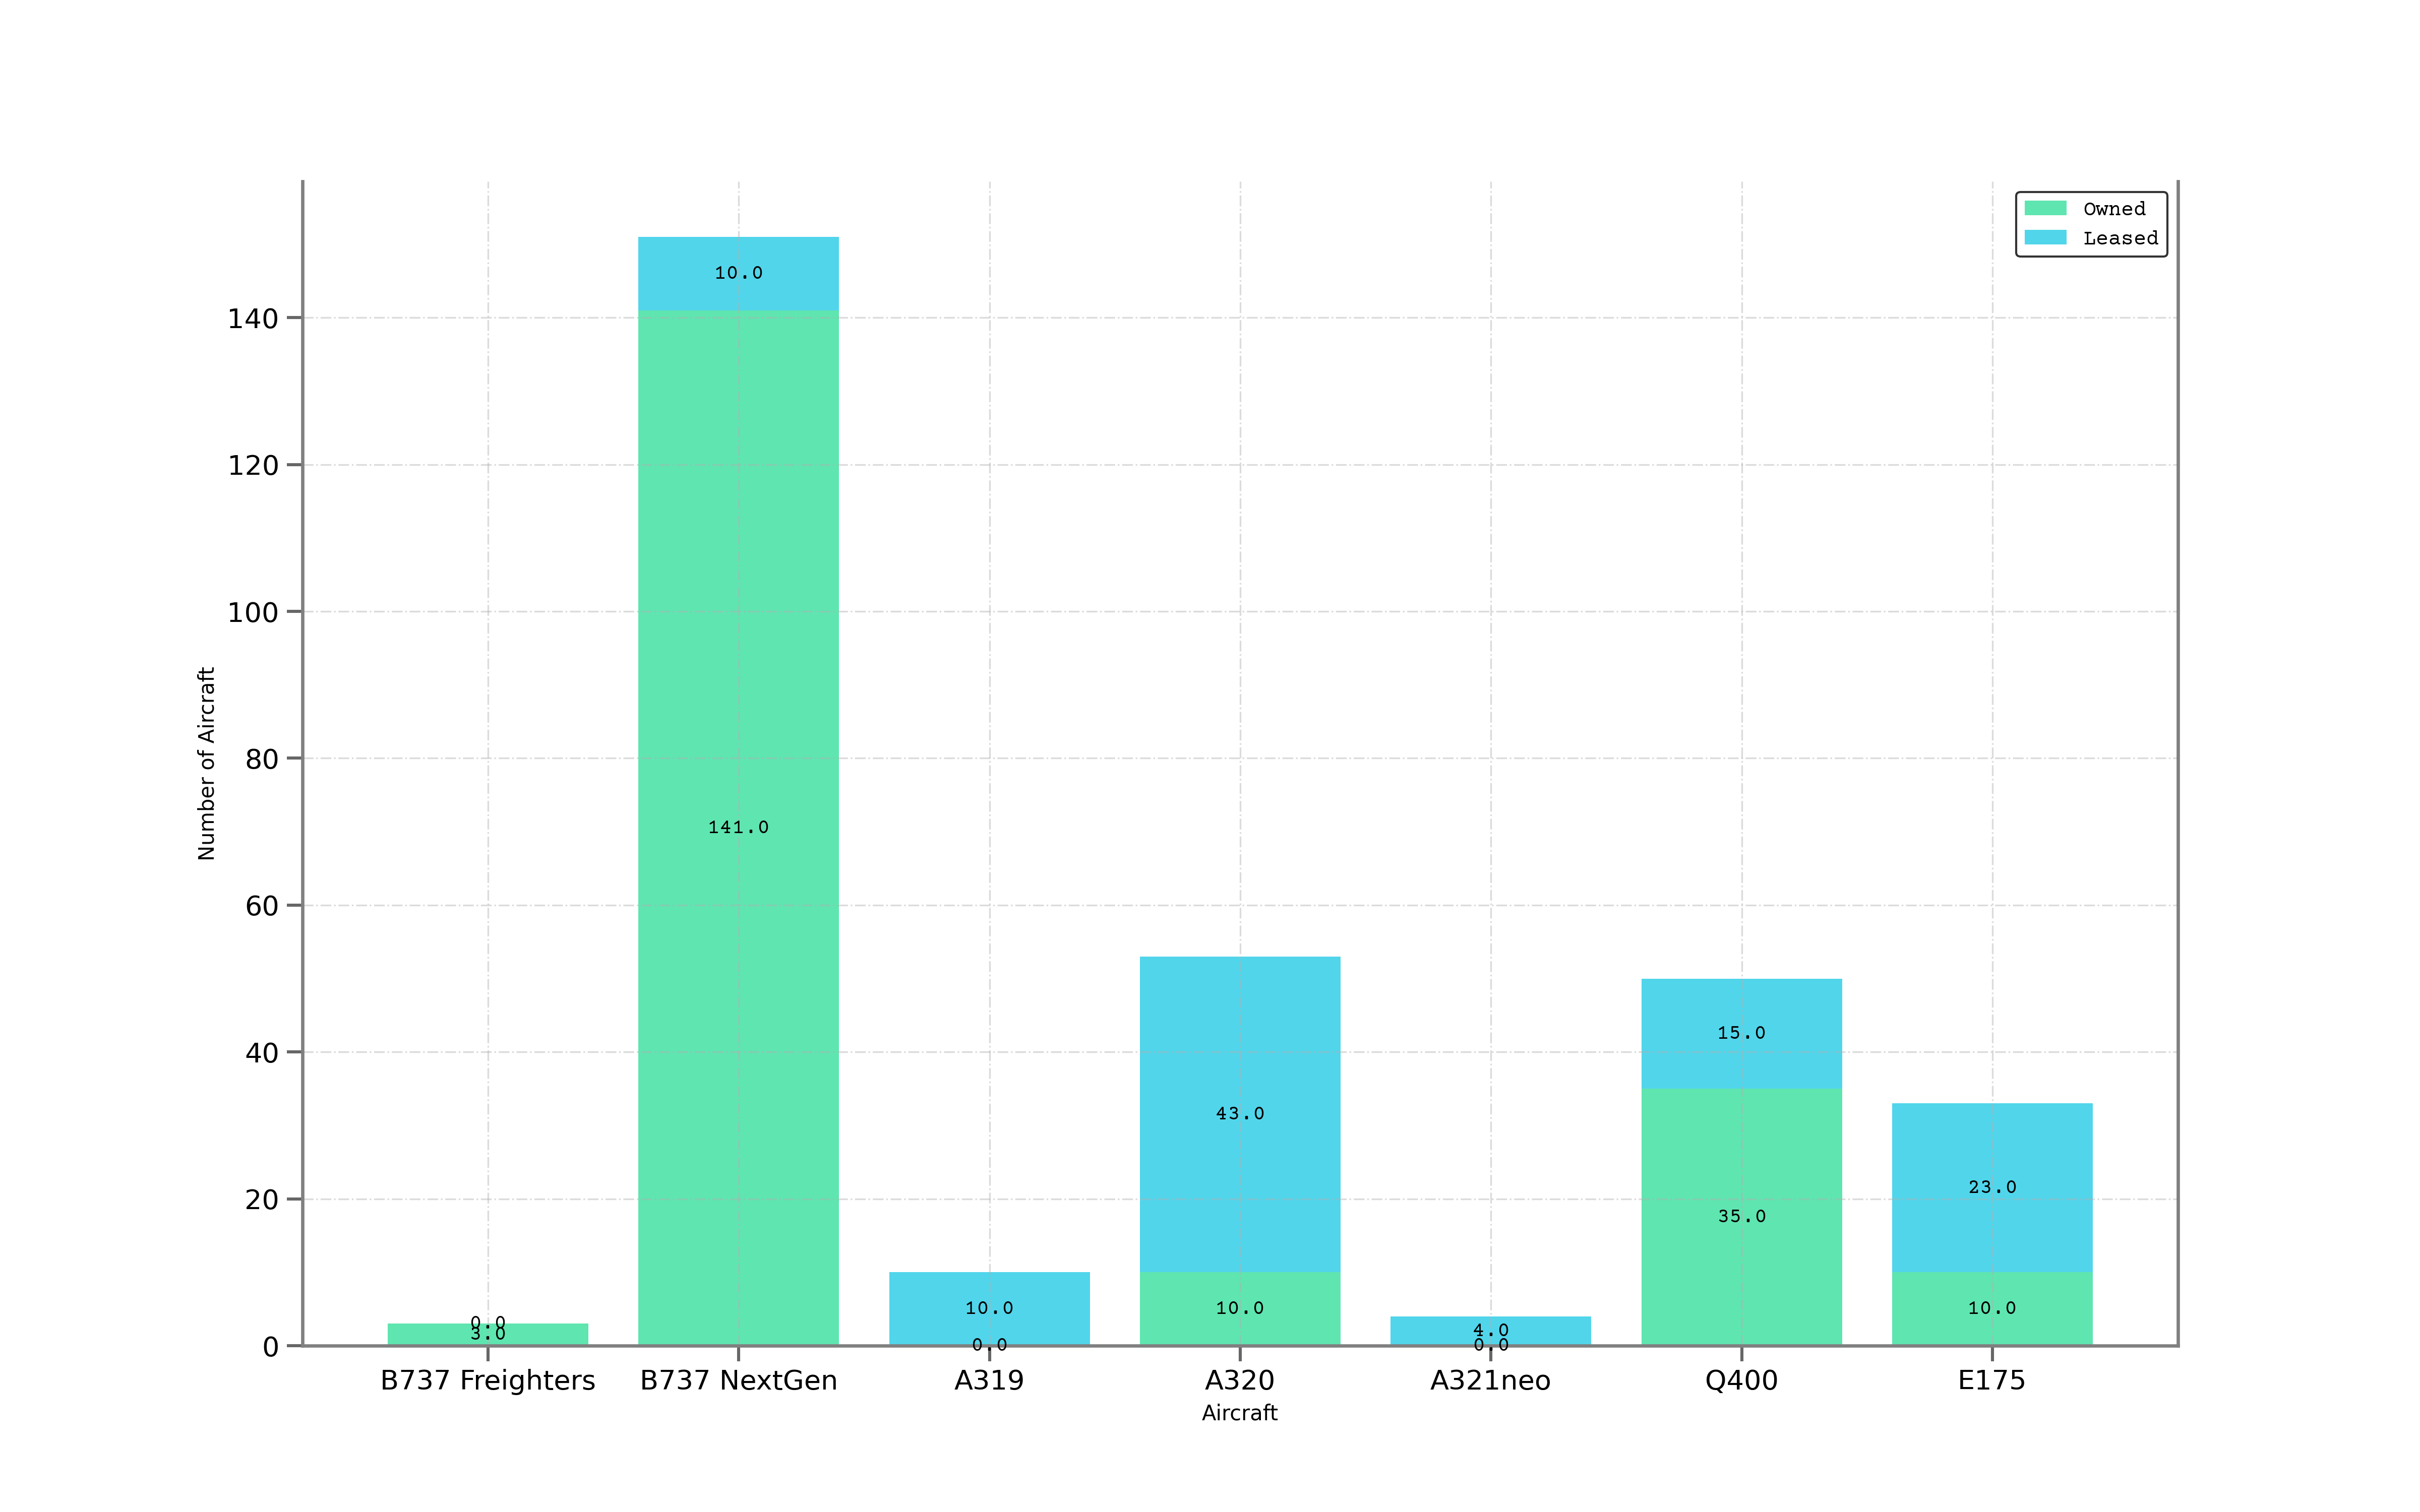 Owned
Leased
140
120
100
80
60
40
20
0
Number of Aircraft
10.0
141.0
0.0
3.0
10.0
0.0
43.0
10.0
4.0
0.0
15.0
35.0
23.0
10.0
B737 Freighters
B737 NextGen
A319
A320
A321neo
Q400
E175
Aircraft